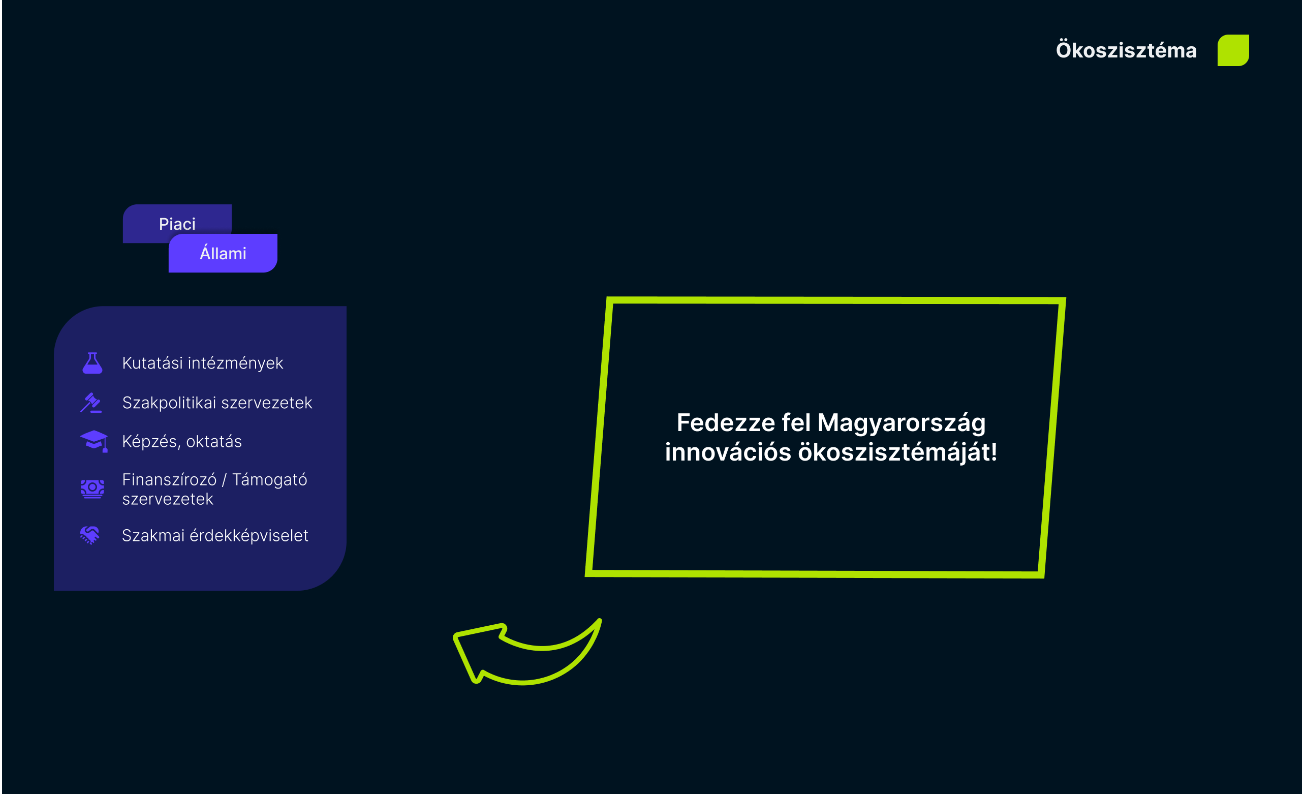 Ökoszisztéma
Piaci
Állami
Kutatási intézmények
Szakpolitikai szervezetek
Képzés, oktatás
Finanszírozó / Támogató
szervezetek
Szakmai érdekképviselet
Fedezze fel Magyarország
innovációs ökoszisztémáját!